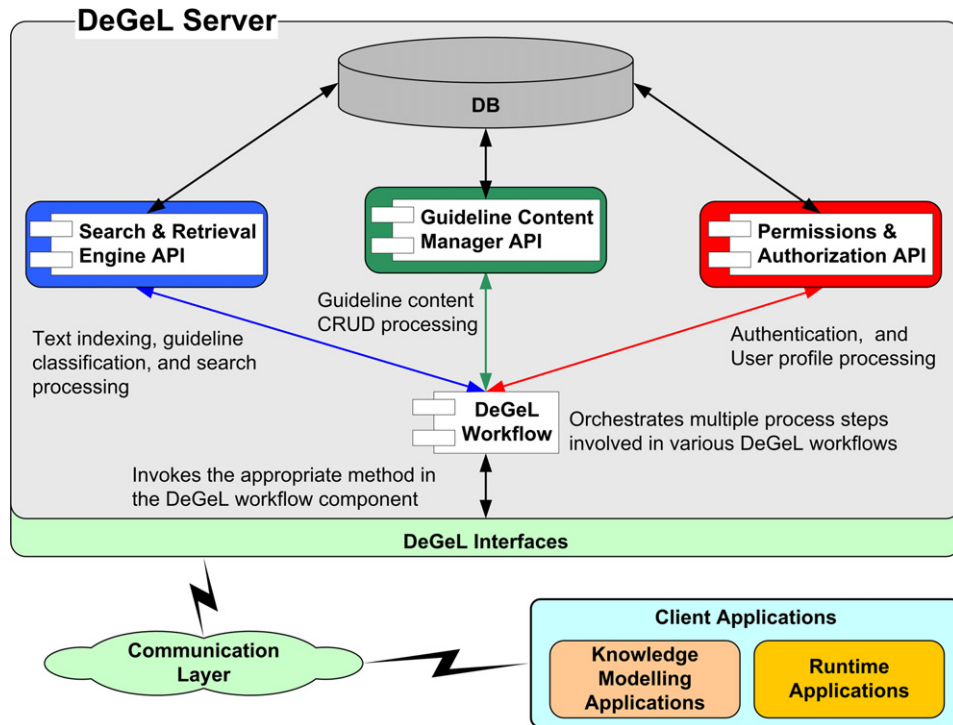 DeGeL Server
DB
Search & Retrieval
Engine API
Guideline Content
Manager API
Permissions &
Authorization API
Guideline content
CRUD processing
Text indexing, guideline
classification, and search
processing
Authentication,  and
User profile processing
DeGeL
Workflow
Orchestrates multiple process steps
involved in various DeGeL workflows
Invokes the appropriate method in
the DeGeL workflow component
DeGeL Interfaces
Communication
Layer
Client Applications
Knowledge
Modelling
Applications
Runtime
Applications